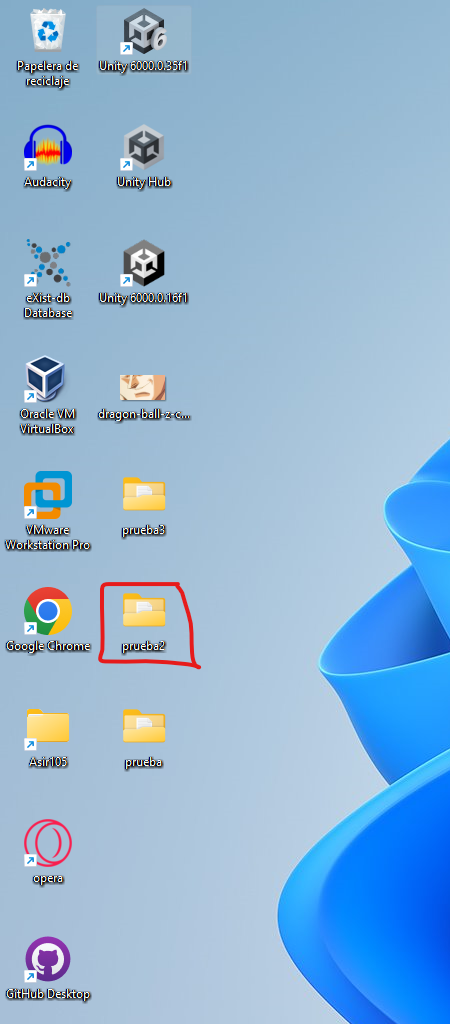 Papelera de
reciclaje
Unity 6000.0.35f1
Audacity
Unity Hub
eXist-db
Database
Unity 6000.0.16f1
Oracle VM
VirtualBox
dragon-ball-z-c...
VMware
Workstation Pro
prueba3
Google Chrome
prueba2
Asir105
prueba
opera
GitHub Desktop